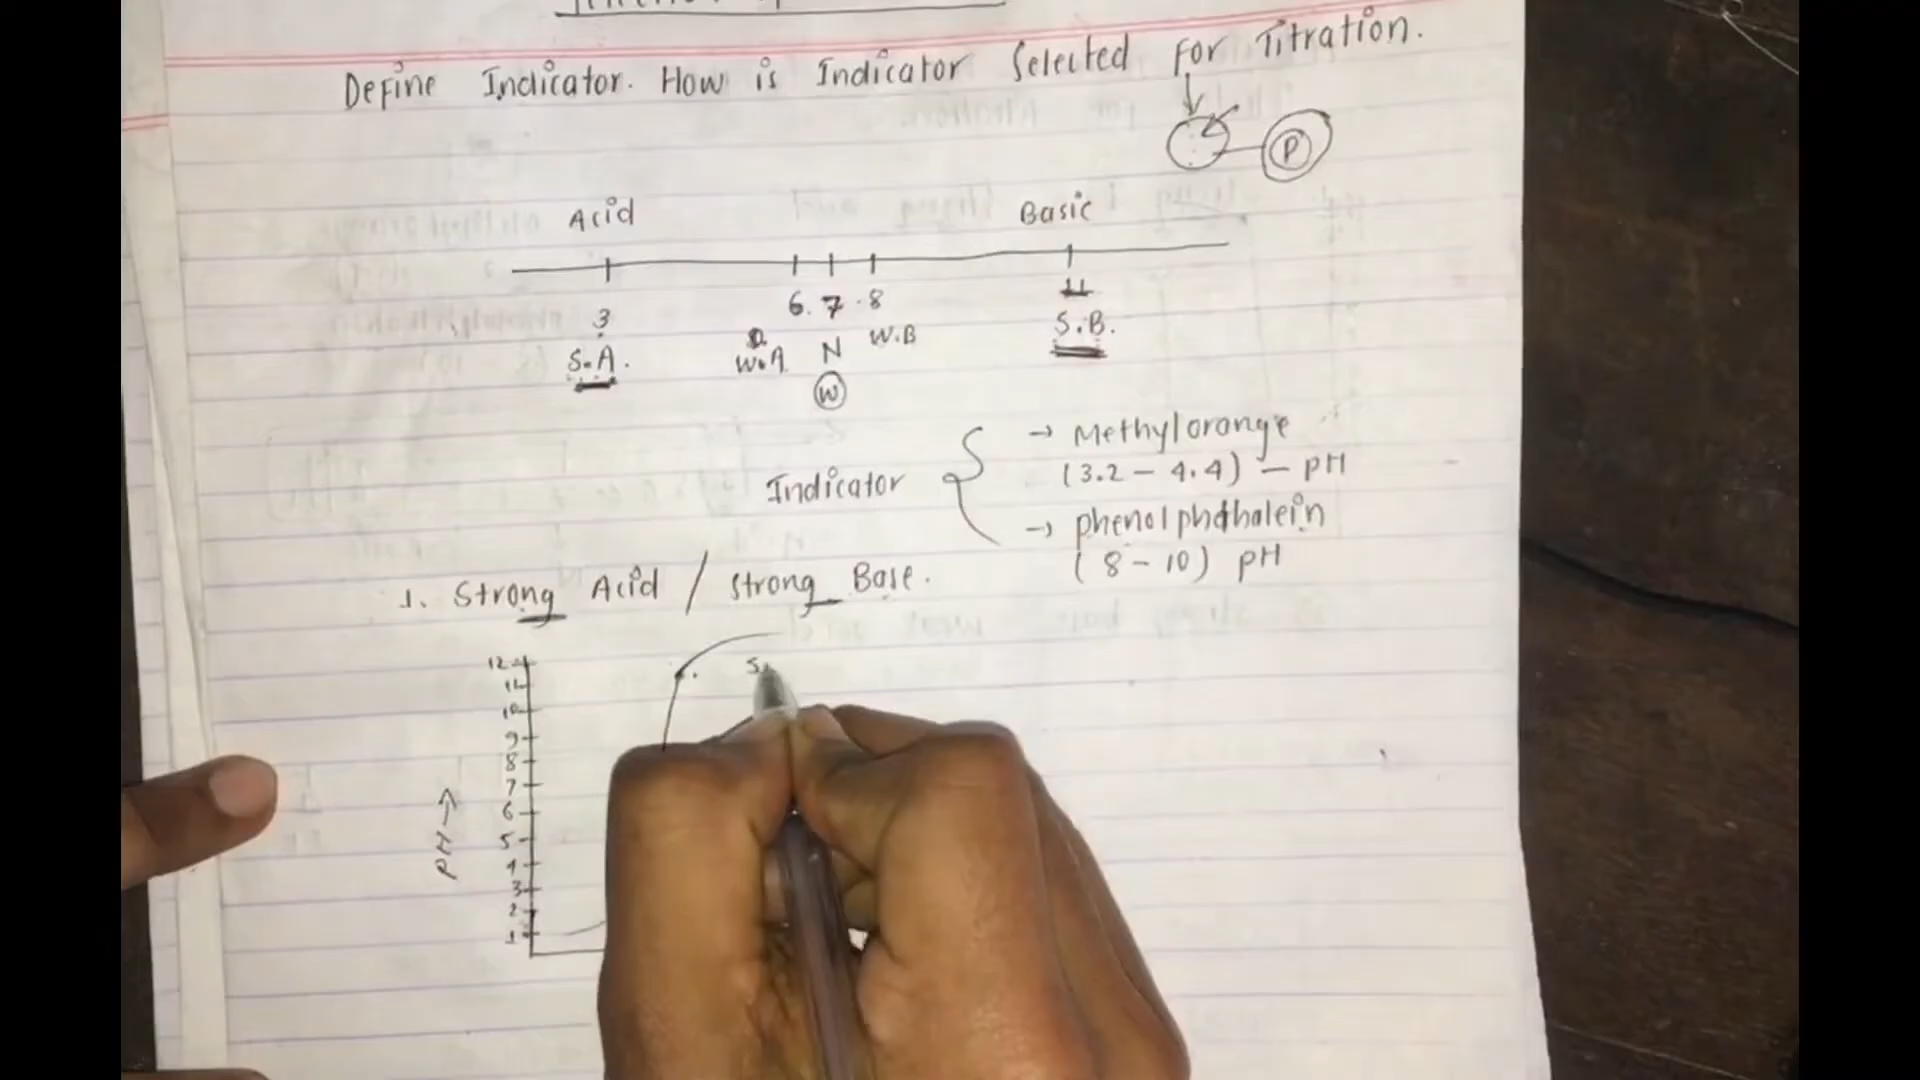 Define Indicator. How is Indicator Selected for Titration.
P
Acid Basic
3 6. 7 .8 11
S.A. W.A N W.B S.B.
W
Indicator
→ Methylorange
(3.2 - 4.4) - pH
→ phenolphthalein
(8 - 10) pH
1. Strong Acid / Strong Base.
12
11
10
9
8
7
6
5
4
3
2
1
PH →
S